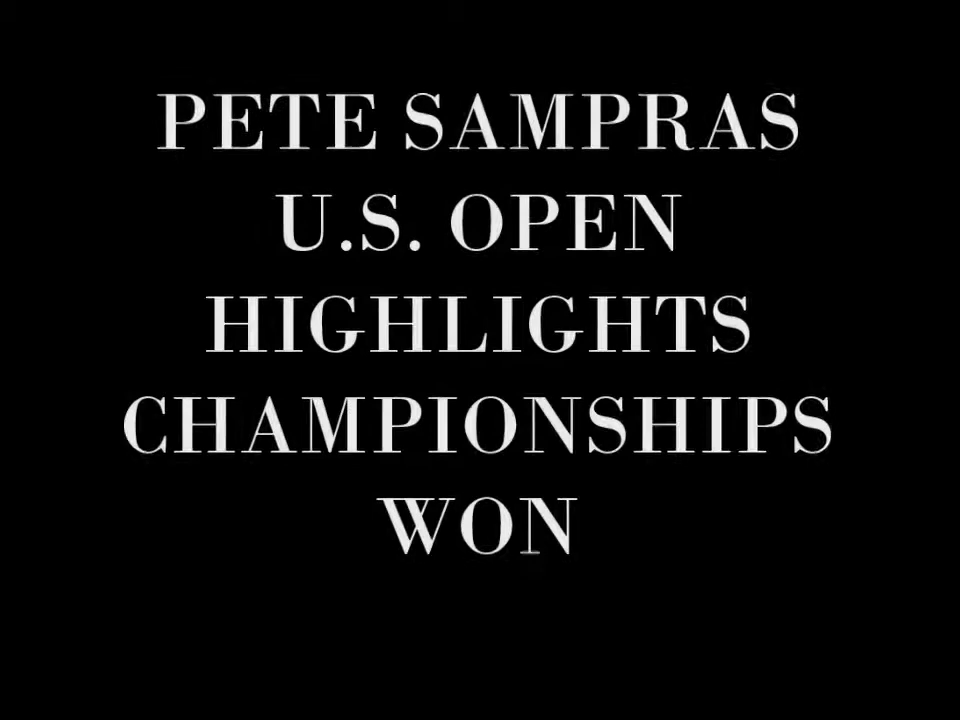 PETE SAMPRAS
U.S. OPEN
HIGHLIGHTS
CHAMPIONSHIPS
WON